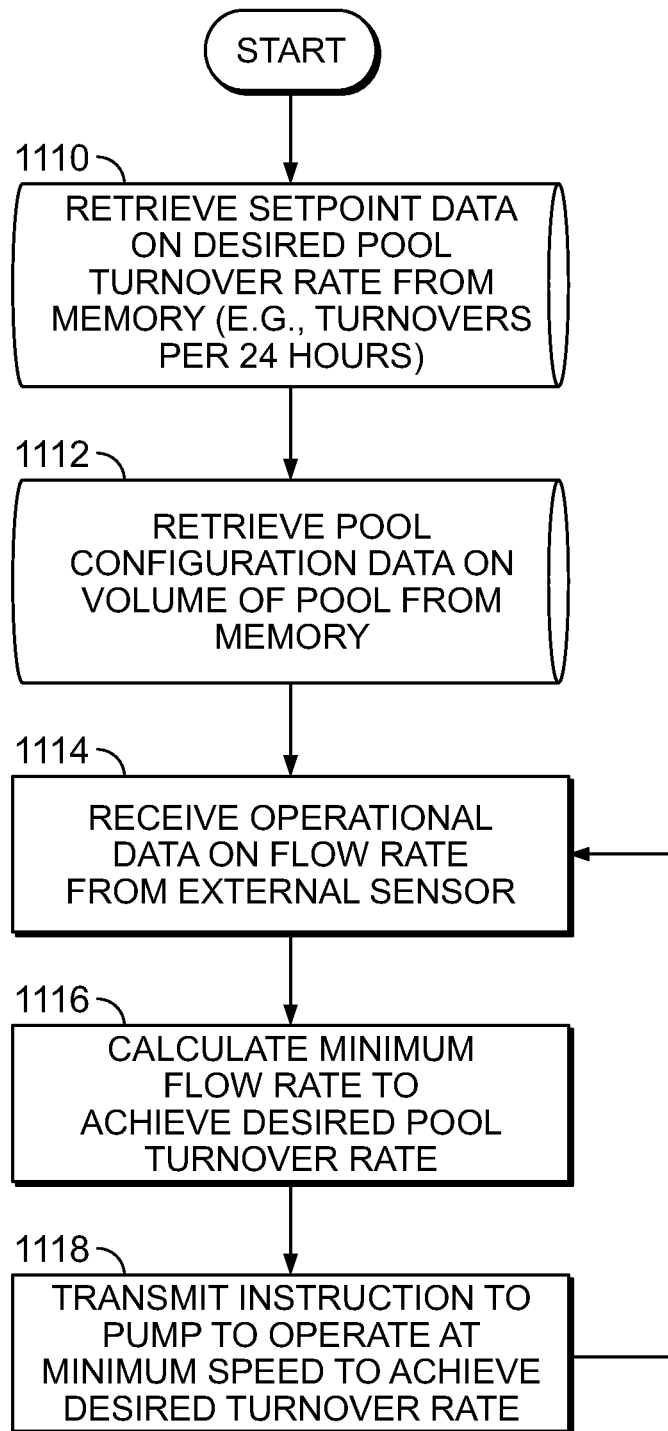 START
1110
RETRIEVE SETPOINT DATA
ON DESIRED POOL
TURNOVER RATE FROM
MEMORY (E.G., TURNOVERS
PER 24 HOURS)
1112
RETRIEVE POOL
CONFIGURATION DATA ON
VOLUME OF POOL FROM
MEMORY
1114
RECEIVE OPERATIONAL
DATA ON FLOW RATE
FROM EXTERNAL SENSOR
1116
CALCULATE MINIMUM
FLOW RATE TO
ACHIEVE DESIRED POOL
TURNOVER RATE
1118
TRANSMIT INSTRUCTION TO
PUMP TO OPERATE AT
MINIMUM SPEED TO ACHIEVE
DESIRED TURNOVER RATE